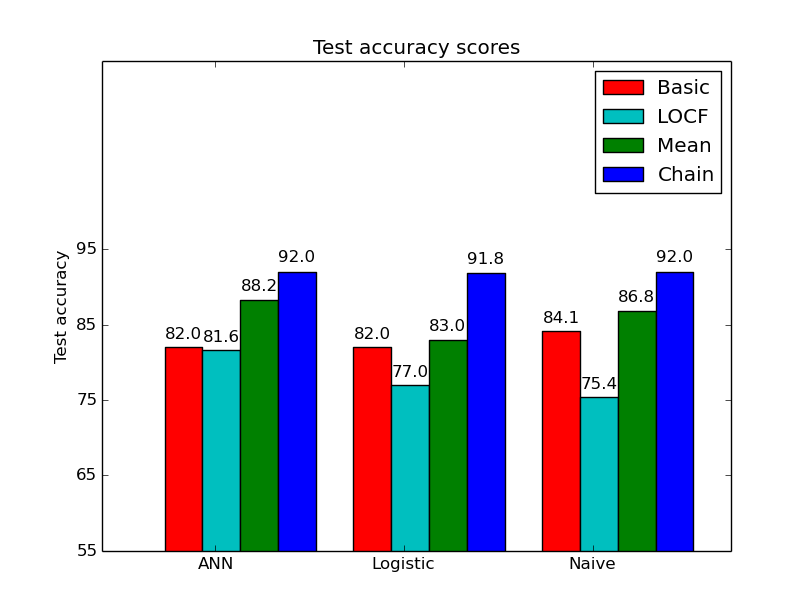 Test accuracy scores
Basic
LOCF
Mean
Chain
Test accuracy
95
85
75
65
55
82.0 81.6 88.2 92.0
82.0 77.0 83.0 91.8
84.1 75.4 86.8 92.0
ANN Logistic Naive